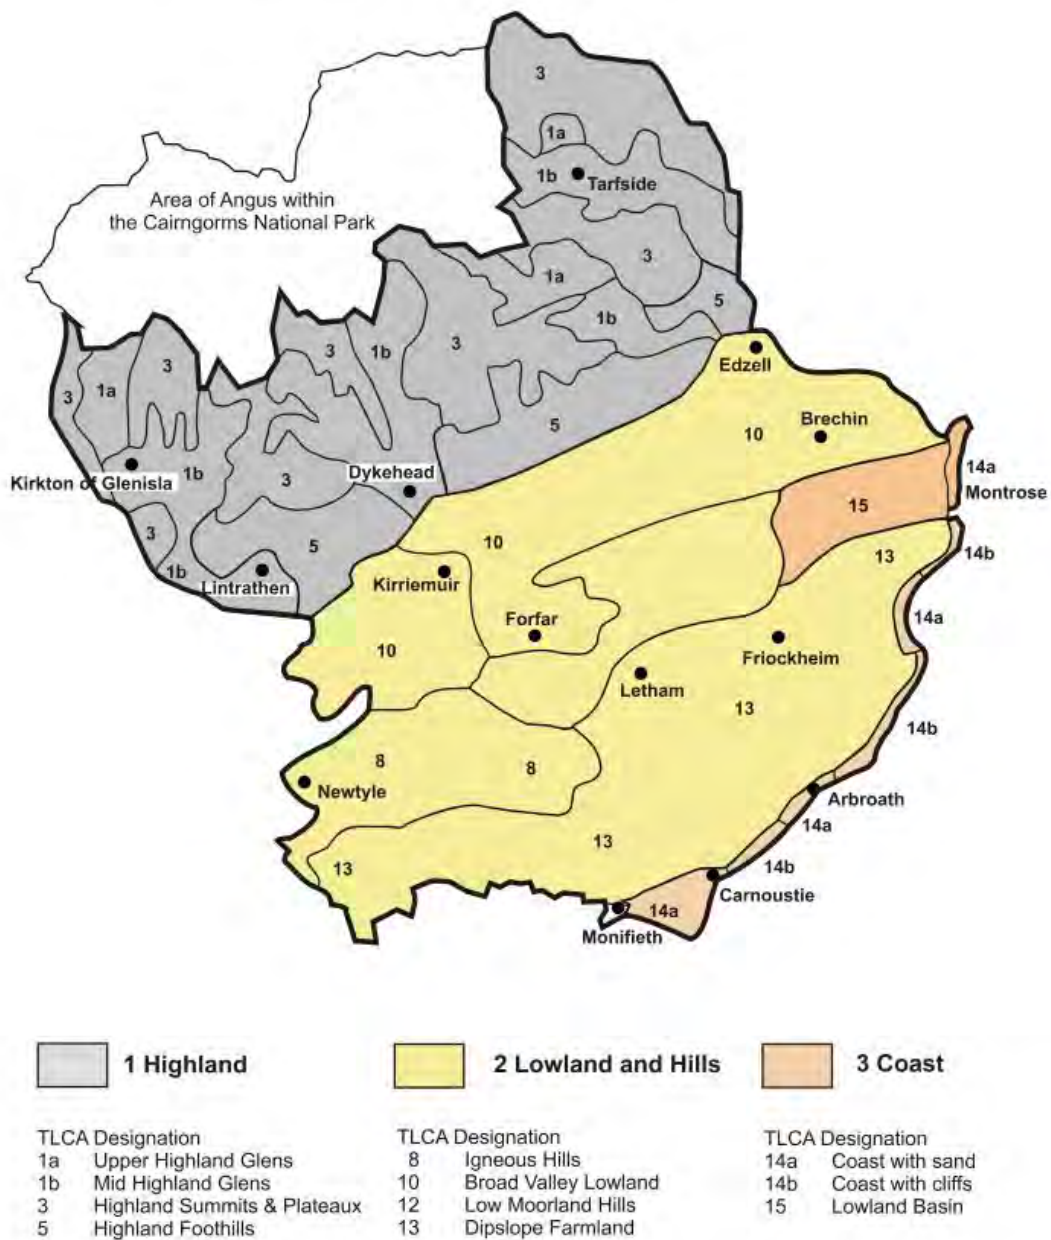 3
1a
1b
Tarfside
Area of Angus within
the Cairngorms National Park
3
1a
5
1b
3
1b
3
3
1a
3
Edzell
5
Brechin
10
1b
Kirkton of Glenisla
Dykehead
3
14a
Montrose
15
3
10
5
13
14b
1b
Lintrathen
Kirriemuir
Forfar
14a
10
Friockheim
Letham
13
14b
8
8
Newtyle
Arbroath
14a
13
13
14b
Carnoustie
14a
Monifieth
1 Highland
TLCA Designation
1a Upper Highland Glens
1b Mid Highland Glens
3 Highland Summits & Plateaux
5 Highland Foothills
2 Lowland and Hills
TLCA Designation
8 Igneous Hills
10 Broad Valley Lowland
12 Low Moorland Hills
13 Dipslope Farmland
3 Coast
TLCA Designation
14a Coast with sand
14b Coast with cliffs
15 Lowland Basin